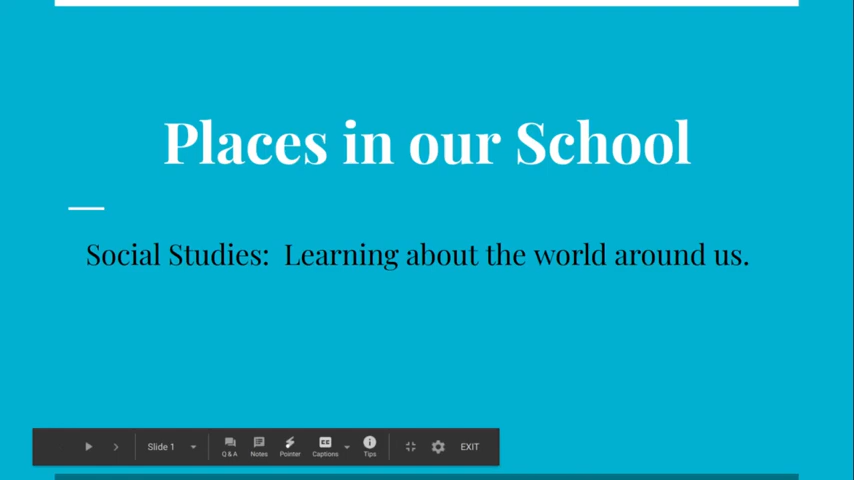 Places in our School
Social Studies:  Learning about the world around us.
Slide 1
Q&A
Notes
Pointer
CC
Captions
Tips
EXIT